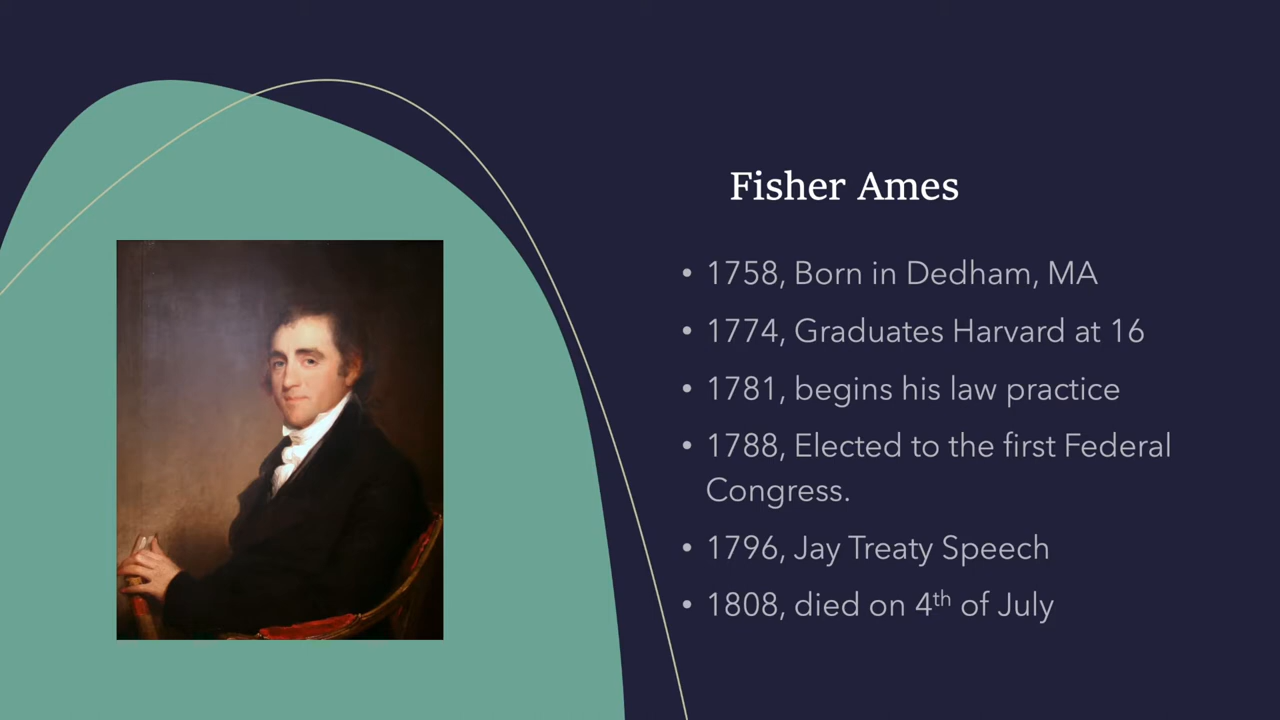 Fisher Ames
• 1758, Born in Dedham, MA
• 1774, Graduates Harvard at 16
• 1781, begins his law practice
• 1788, Elected to the first Federal
Congress.
• 1796, Jay Treaty Speech
• 1808, died on 4th of July